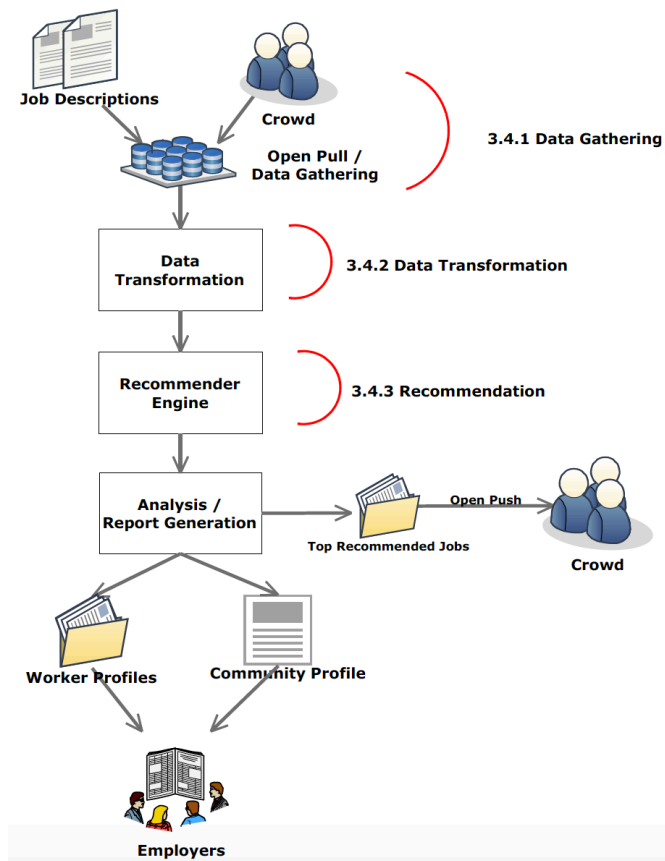 Job Descriptions
Crowd
Open Pull /
Data Gathering
3.4.1 Data Gathering
Data
Transformation
3.4.2 Data Transformation
Recommender
Engine
3.4.3 Recommendation
Analysis /
Report Generation
Top Recommended Jobs
Open Push
Crowd
Worker Profiles
Community Profile
Employers